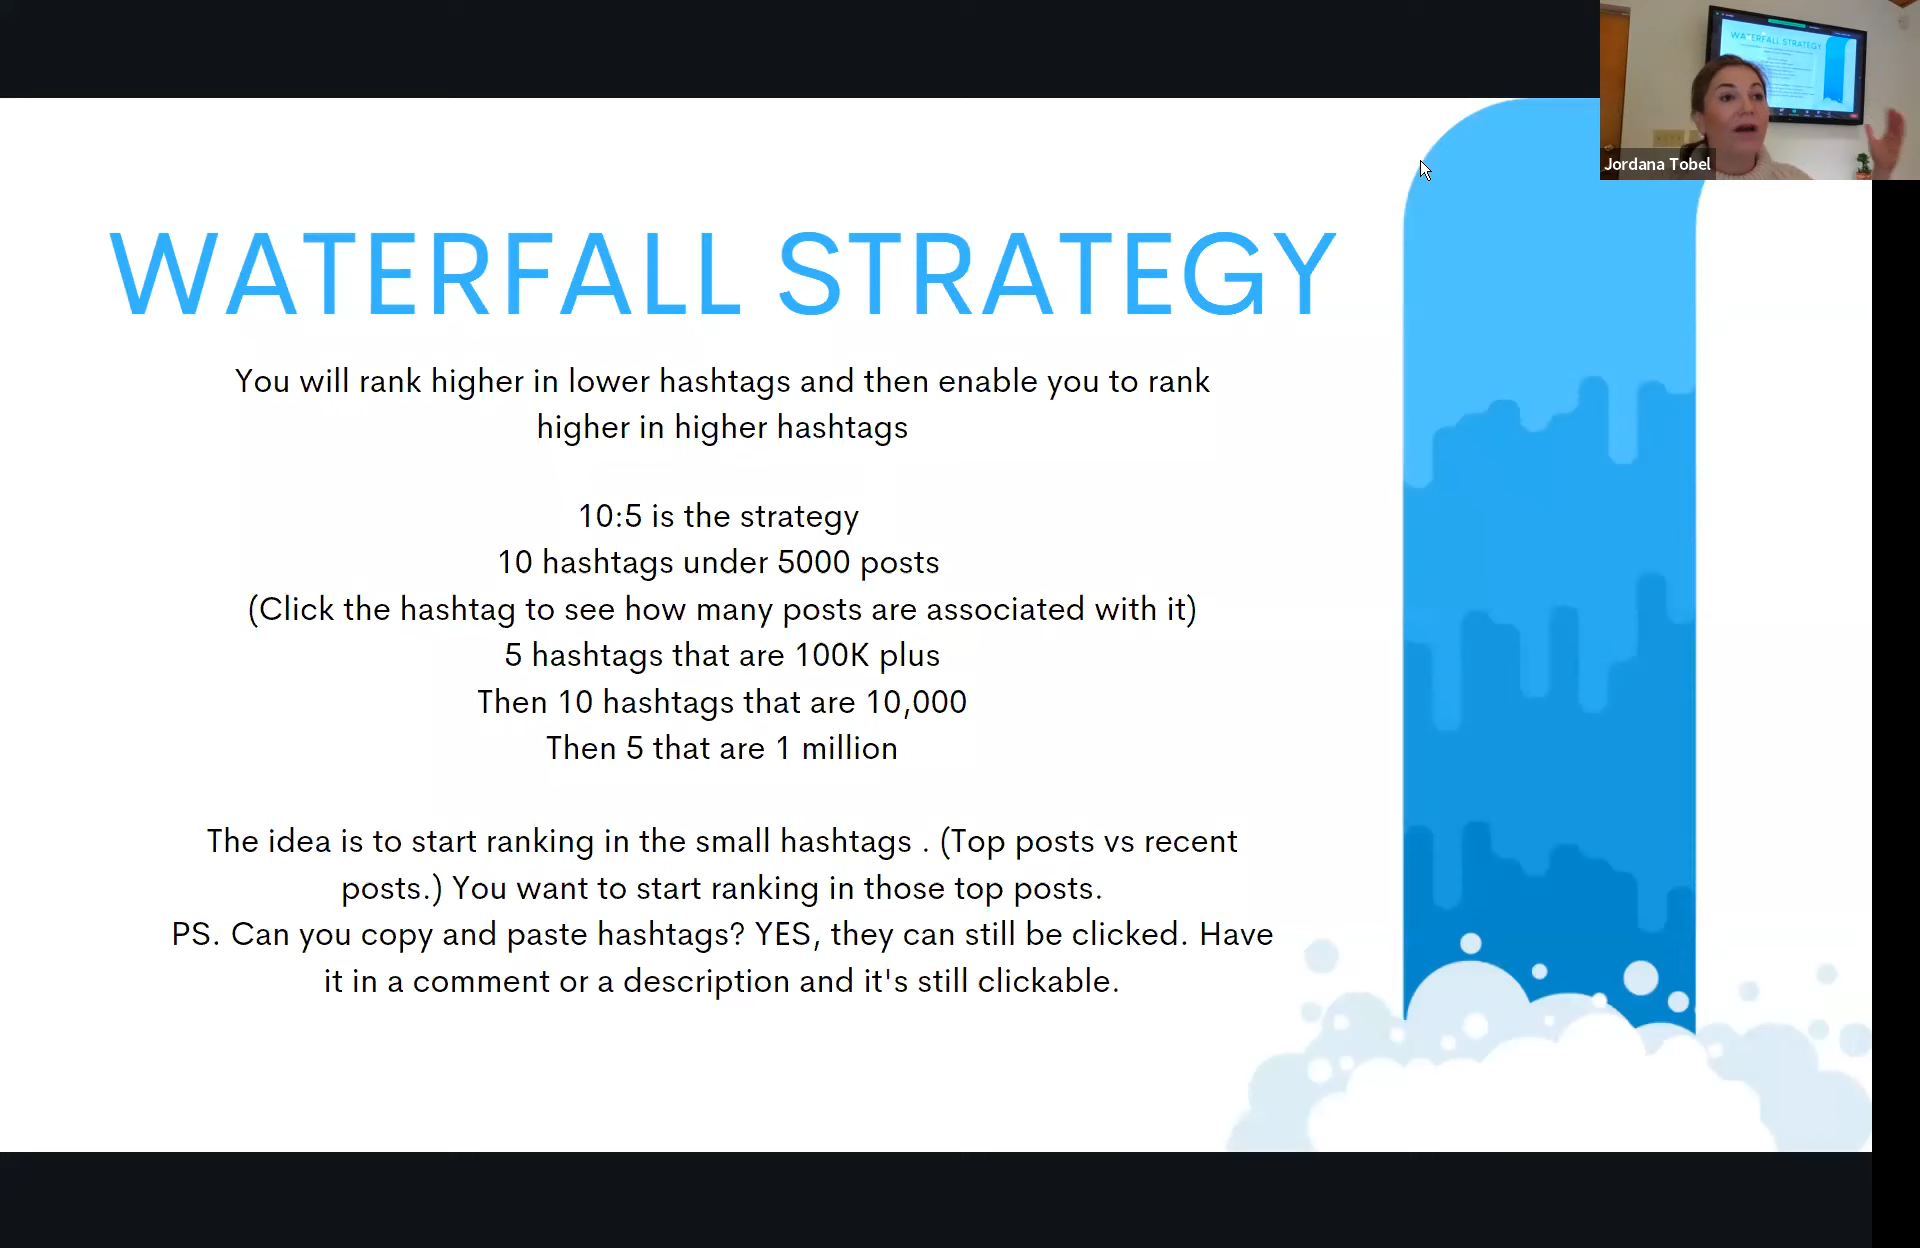 WATERFALL STRATEGY
Jordana Tobel
WATERFALL STRATEGY
You will rank higher in lower hashtags and then enable you to rank
higher in higher hashtags
10:5 is the strategy
10 hashtags under 5000 posts
(Click the hashtag to see how many posts are associated with it)
5 hashtags that are 100K plus
Then 10 hashtags that are 10,000
Then 5 that are 1 million
The idea is to start ranking in the small hashtags . (Top posts vs recent
posts.) You want to start ranking in those top posts.
PS. Can you copy and paste hashtags? YES, they can still be clicked. Have
it in a comment or a description and it's still clickable.